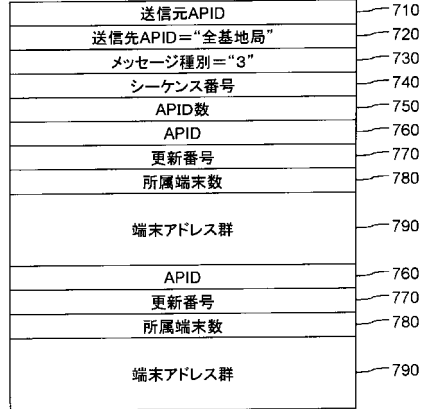 送信元APID 710
送信先APID=“全基地局” 720
メッセージ種別=“3” 730
シーケンス番号 740
APID数 750
APID 760
更新番号 770
所属端末数 780
端末アドレス群 790
APID 760
更新番号 770
所属端末数 780
端末アドレス群 790